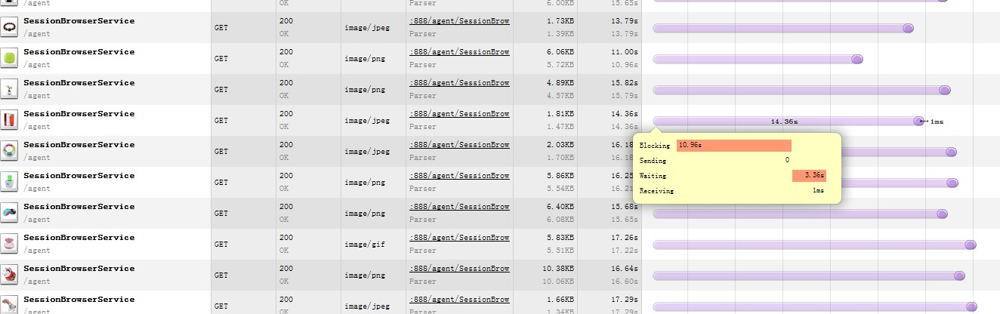 6.00KB 15.65s
OK Parser
SessionBrowserService GET 200 image/jpeg :888/agent/SessionBrow 1.73KB 13.79s
/agent OK Parser 1.39KB 13.79s
SessionBrowserService GET 200 image/png :888/agent/SessionBrow 6.06KB 11.00s
/agent OK Parser 5.72KB 10.96s
SessionBrowserService GET 200 image/png :888/agent/SessionBrow 4.89KB 15.82s
/agent OK Parser 4.57KB 15.79s
SessionBrowserService GET 200 image/jpeg :888/agent/SessionBrow 1.81KB 14.36s 14.36s 1ms
/agent OK Parser 1.47KB 14.36s
Blocking 10.96s
Sending 0
Waiting 3.36s
Receiving 1ms
SessionBrowserService GET 200 image/jpeg :888/agent/SessionBrow 2.03KB 16.18
/agent OK Parser 1.70KB 16.18
SessionBrowserService GET 200 image/png :888/agent/SessionBrow 5.86KB 16.25
/agent OK Parser 5.54KB 16.21
SessionBrowserService GET 200 image/png :888/agent/SessionBrow 6.40KB 15.68s
/agent OK Parser 6.08KB 15.65s
SessionBrowserService GET 200 image/gif :888/agent/SessionBrow 5.83KB 17.26s
/agent OK Parser 5.51KB 17.22s
SessionBrowserService GET 200 image/png :888/agent/SessionBrow 10.38KB 16.64s
/agent OK Parser 10.06KB 16.60s
SessionBrowserService GET 200 image/jpeg :888/agent/SessionBrow 1.66KB 17.29s
/agent OK Parser 1.34KB 17.29s